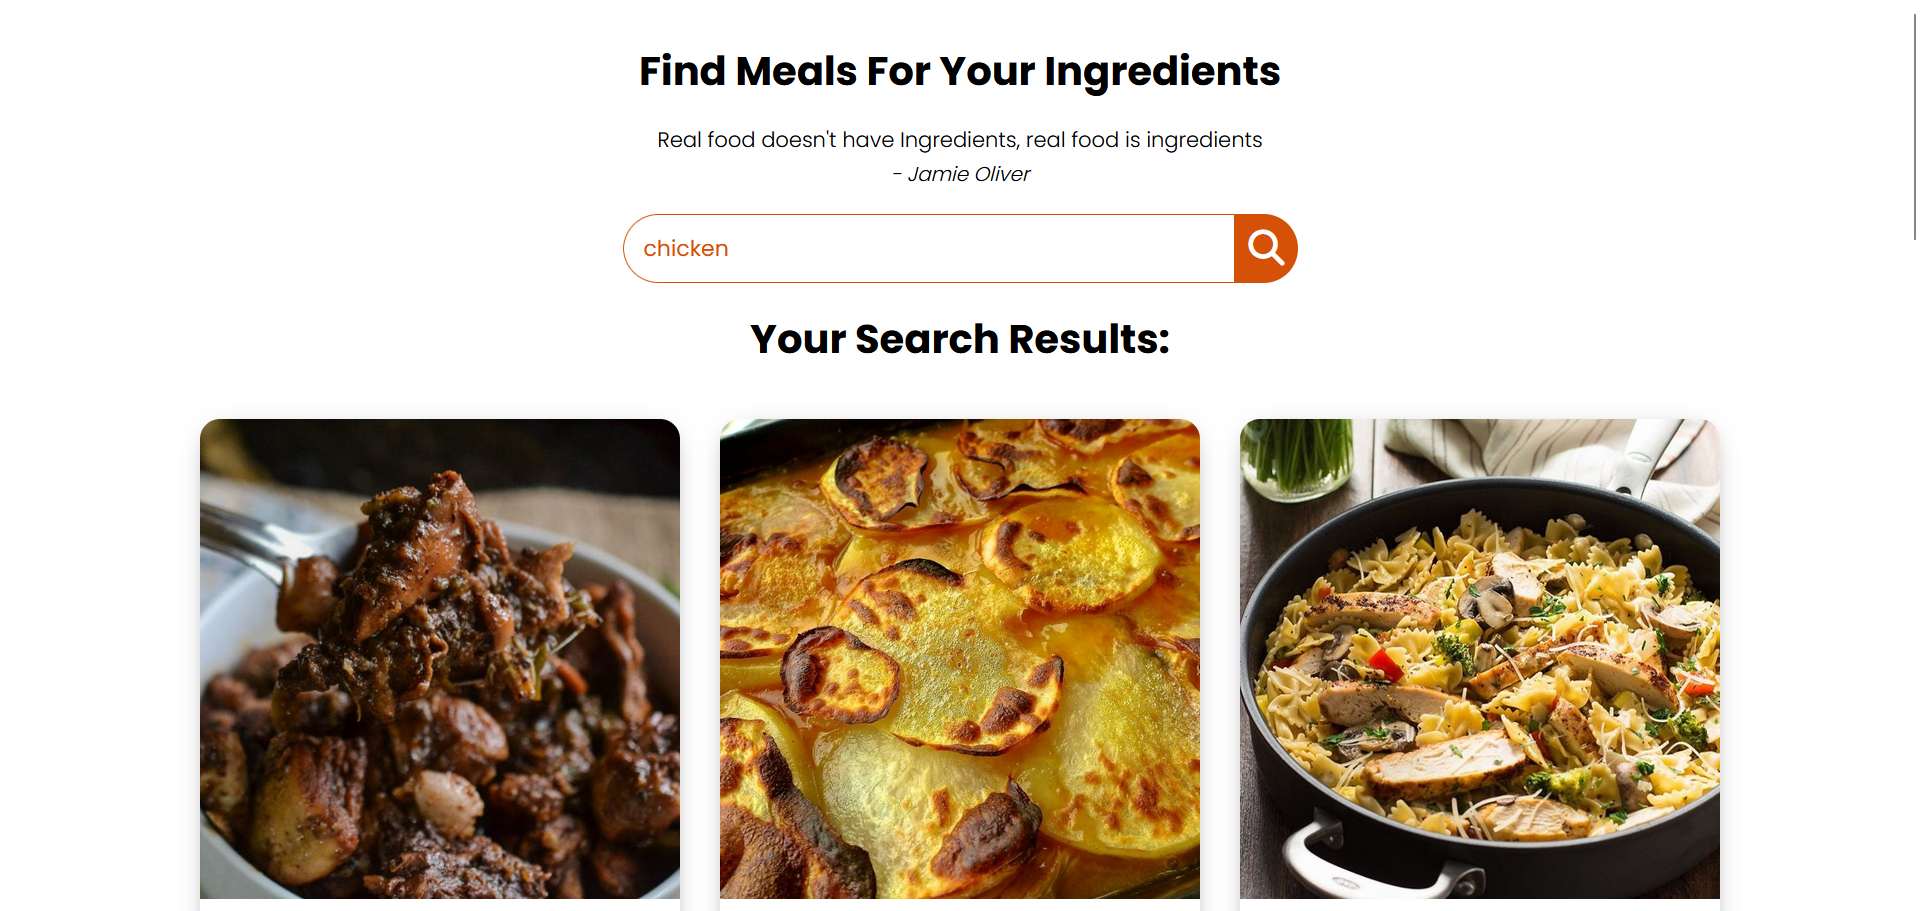 Find Meals For Your Ingredients
Real food doesn't have Ingredients, real food is ingredients
- Jamie Oliver
chicken
Your Search Results: